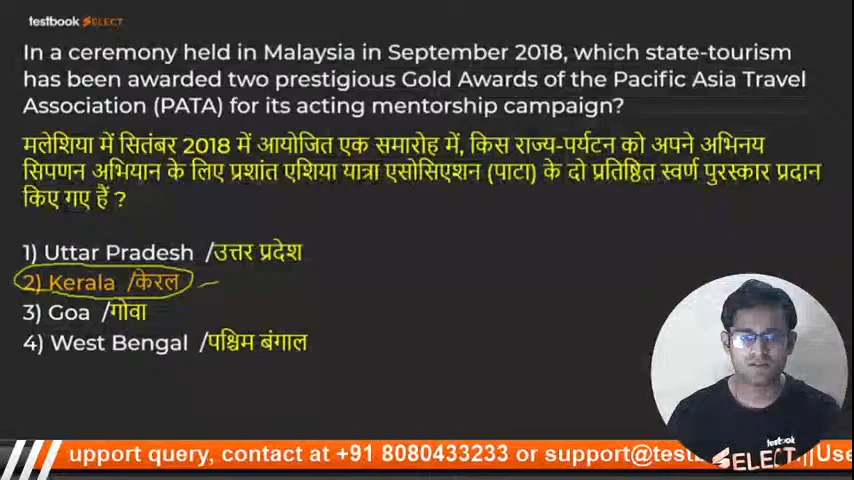 testbook SELECT
In a ceremony held in Malaysia in September 2018, which state-tourism
has been awarded two prestigious Gold Awards of the Pacific Asia Travel
Association (PATA) for its acting mentorship campaign?
मलेशिया में सितंबर 2018 में आयोजित एक समारोह में, किस राज्य-पर्यटन को अपने अभिनय
सिपणन अभियान के लिए प्रशांत एशिया यात्रा एसोसिएशन (पाटा) के दो प्रतिष्ठित स्वर्ण पुरस्कार प्रदान
किए गए हैं ?
1) Uttar Pradesh /उत्तर प्रदेश
2) Kerala /केरल
3) Goa /गोवा
4) West Bengal /पश्चिम बंगाल
testbook
SELECT
upport query, contact at +91 8080433233 or support@test ||Use